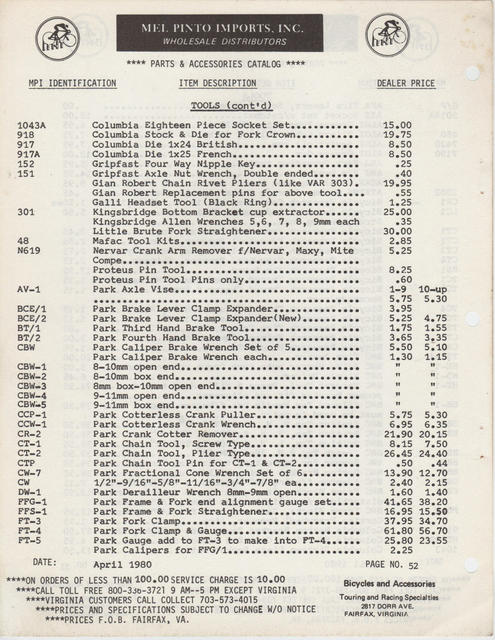 MEL PINTO IMPORTS, INC.
WHOLESALE DISTRIBUTORS
**** PARTS & ACCESSORIES CATALOG ****
MPI IDENTIFICATION ITEM DESCRIPTION DEALER PRICE
TOOLS (cont'd)
1043A Columbia Eighteen Piece Socket Set............ 15.00
918 Columbia Stock & Die for Fork Crown........... 19.75
917 Columbia Die 1x24 British..................... 8.50
917A Columbia Die 1x25 French...................... 8.50
152 Gripfast Four Way Nipple Key.................. .25
151 Gripfast Axle Nut Wrench, Double ended........ .40
Gian Robert Chain Rivet Pliers (like VAR 303). 19.95
Gian Robert Replacement pins for above tool... .55
Galli Headset Tool (Black Ring)............... 1.25
301 Kingsbridge Bottom Bracket cup extractor...... 25.00
Kingsbridge Allen Wrenches 5,6, 7, 8, 9mm each .35
Little Brute Fork Straightener................ 30.00
48 Mafac Tool Kits............................... 2.85
N619 Nervar Crank Arm Remover f/Nervar, Maxy, Mite 5.25
Compe.........................................
Proteus Pin Tool.............................. 8.25
Proteus Pin Tool Pins only.................... .60
AV-1 Park Axle Vise................................ 1-9 10-up
.............................................. 5.75 5.30
BCE/1 Park Brake Lever Clamp Expander............... 3.95
BCE/2 Park Brake Lever Clamp Expander(New).......... 5.25 4.75
BT/1 Park Third Hand Brake Tool.................... 1.75 1.55
BT/2 Park Fourth Hand Brake Tool................... 3.65 3.35
CBW Park Caliper Brake Wrench Set of 5............ 5.50 5.10
Park Caliper Brake Wrench each................ 1.30 1.15
CBW-1 8-10mm open end............................... " "
CBW-2 8-10mm box end................................ " "
CBW-3 8mm box-10mm open end......................... " "
CBW-4 9-11mm open end............................... " "
CBW-5 9-11mm box end................................ " "
CCP-1 Park Cotterless Crank Puller.................. 5.75 5.30
CCW-1 Park Cotterless Crank Wrench.................. 6.95 6.35
CR-2 Park Crank Cotter Remover..................... 21.90 20.15
CT-1 Park Chain Tool, Screw Type................... 8.15 7.50
CT-2 Park Chain Tool, Plier Type................... 26.45 24.40
CTP Park Chain Tool Pin for CT-1 & CT-2........... .50 .44
CW-7 Park Fractional Cone Wrench Set of 6.......... 13.90 12.70
CW 1/2"-9/16"-5/8"-11/16"-3/4"-7/8" ea........... 2.40 2.15
DW-1 Park Derailleur Wrench 8mm-9mm open........... 1.60 1.40
FFG-1 Park Frame & Fork end alignment gauge set..... 41.65 38.20
FFS-1 Park Frame & Fork Straightener................ 16.95 15.50
FT-3 Park Fork Clamp............................... 37.95 34.70
FT-4 Park Fork Clamp & Gauge....................... 61.80 56.70
FT-5 Park Gauge add to FT-3 to make into FT-4...... 25.80 23.55
Park Calipers for FFG/1....................... 2.25
DATE: April 1980 PAGE NO. 52
****ON ORDERS OF LESS THAN 100.00 SERVICE CHARGE IS 10.00
****CALL TOLL FREE 800-336-3721 9 AM--5 PM EXCEPT VIRGINIA
****VIRGINIA CUSTOMERS CALL COLLECT 703-573-4015
****PRICES AND SPECIFICATIONS SUBJECT TO CHANGE W/O NOTICE
****PRICES F.O.B. FAIRFAX, VA.
Bicycles and Accessories
Touring and Racing Specialties
2817 DORR AVE.
FAIRFAX, VIRGINIA